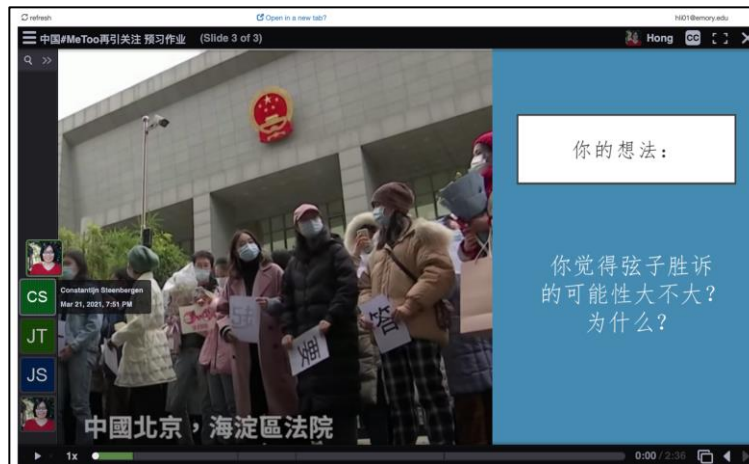 refresh
Open in a new tab?
hli01@emory.edu
中国#MeToo再引关注 预习作业 (Slide 3 of 3)
Hong
CC
你的想法：
你觉得弦子胜诉
的可能性大不大？
为什么？
CS
Constantijn Steenbergen
Mar 21, 2021, 7:51 PM
JT
JS
要
答
中國北京，海淀區法院
1x
0:00 / 2:36